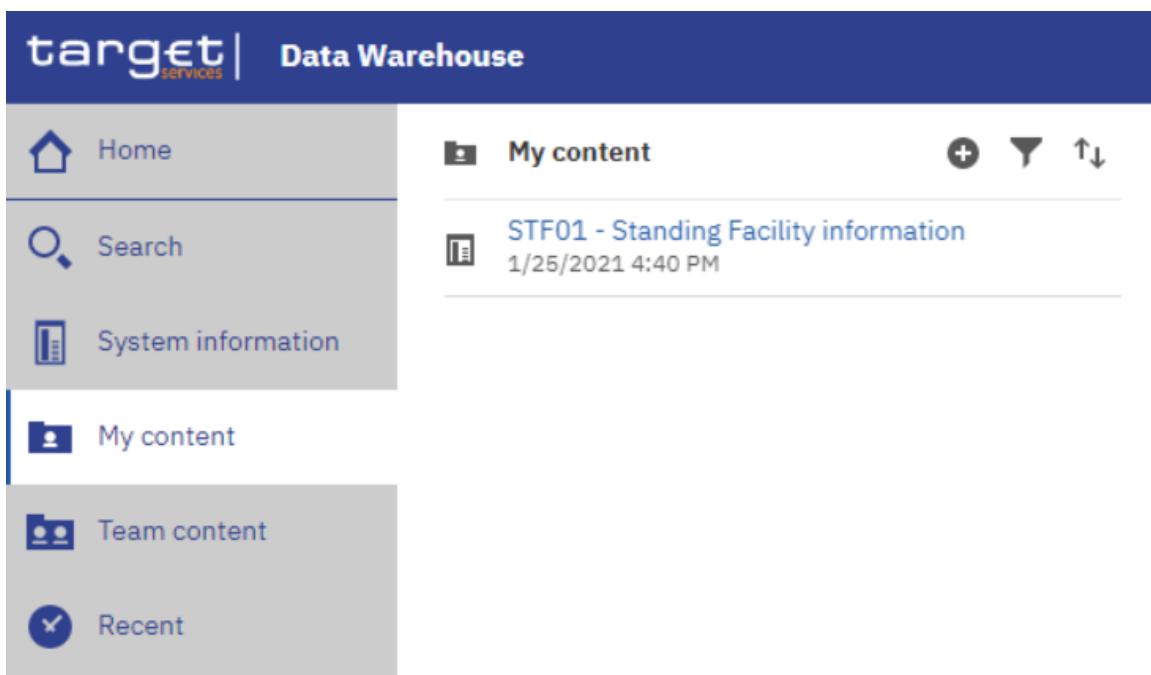 target| Data Warehouse
services
Home
Search
System information
My content
Team content
Recent
My content
STF01 - Standing Facility information
1/25/2021 4:40 PM